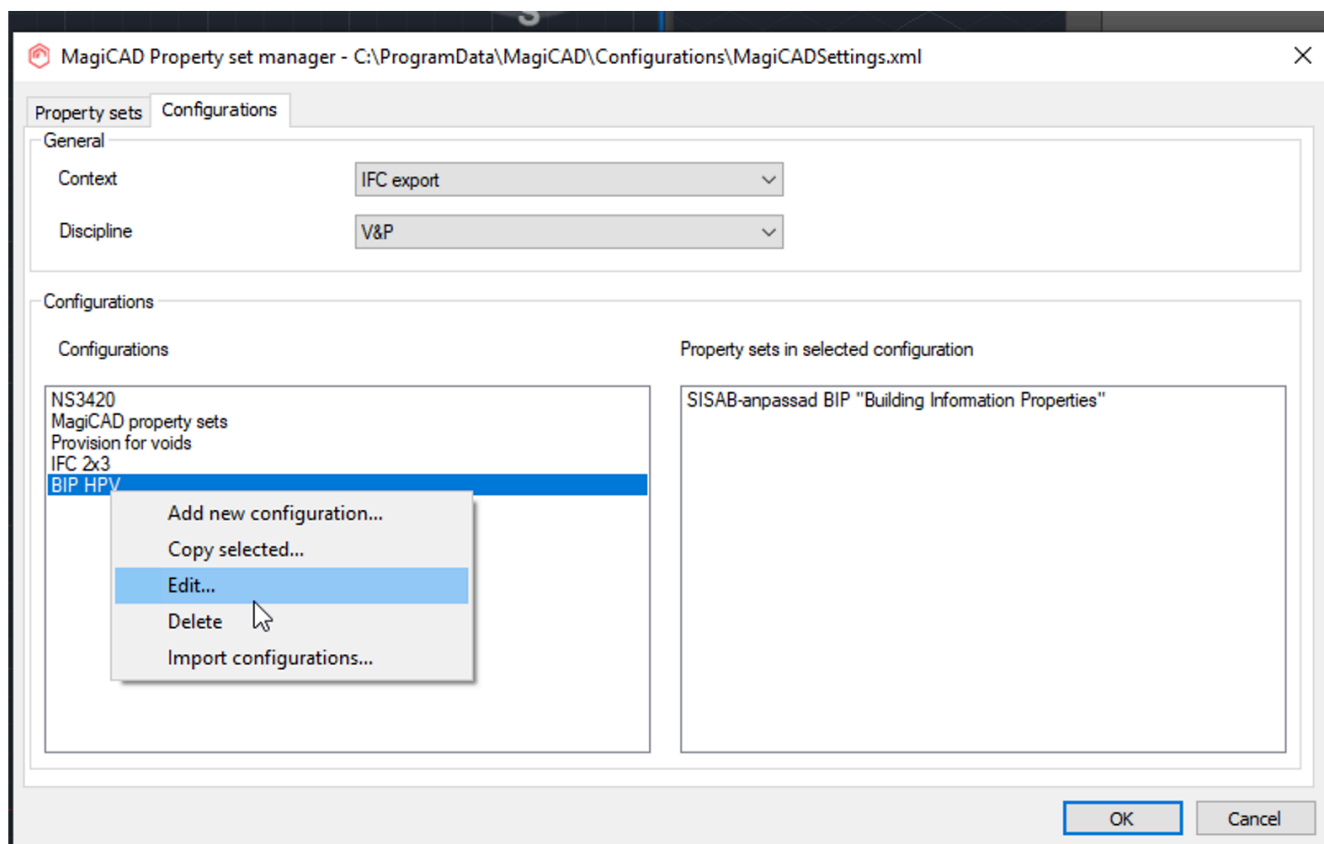 S
MagiCAD Property set manager - C:\ProgramData\MagiCAD\Configurations\MagiCADSettings.xml
Property sets
Configurations
General
Context
IFC export
Discipline
V&P
Configurations
Configurations
Property sets in selected configuration
NS3420
MagiCAD property sets
Provision for voids
IFC 2x3
BIP HPV
SISAB-anpassad BIP "Building Information Properties"
Add new configuration...
Copy selected...
Edit...
Delete
Import configurations...
OK
Cancel